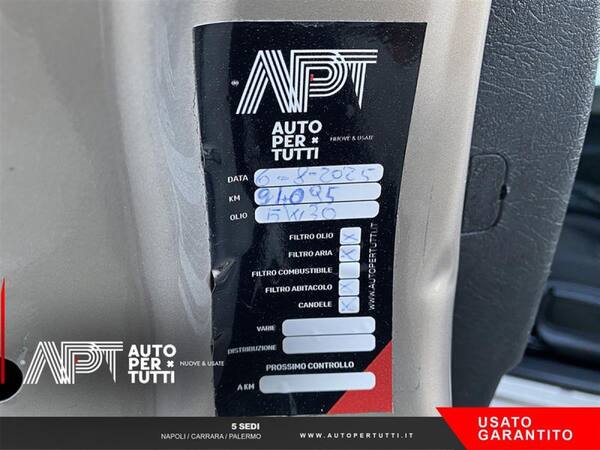 APT
AUTO
PER
TUTTI
NUOVE & USATE
DATA 6-8-2025
KM 94095
OLIO 5W30
FILTRO OLIO X
FILTRO ARIA X
FILTRO COMBUSTIBILE
FILTRO ABITACOLO X
CANDELE X
WWW.AUTOPERTUTTI.IT
VARIE
DISTRIBUZIONE
PROSSIMO CONTROLLO
A KM
APT
AUTO
PER
TUTTI
NUOVE & USATE
5 SEDI
NAPOLI / CARRARA / PALERMO
WWW.AUTOPERTUTTI.IT
USATO
GARANTITO